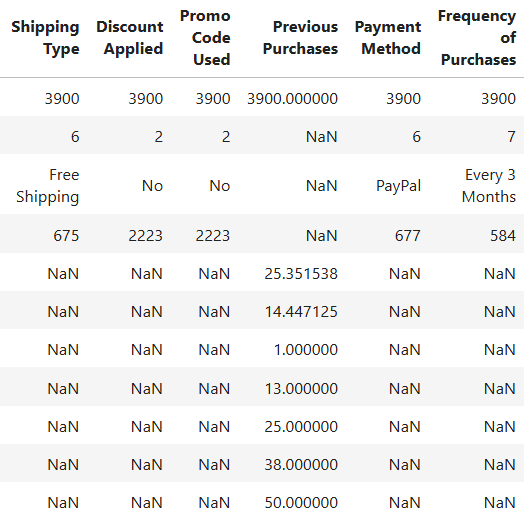 Shipping Type Discount Applied Promo Code Used Previous Purchases Payment Method Frequency of Purchases
3900 3900 3900 3900.000000 3900 3900
6 2 2 NaN 6 7
Free Shipping No No NaN PayPal Every 3 Months
675 2223 2223 NaN 677 584
NaN NaN NaN 25.351538 NaN NaN
NaN NaN NaN 14.447125 NaN NaN
NaN NaN NaN 1.000000 NaN NaN
NaN NaN NaN 13.000000 NaN NaN
NaN NaN NaN 25.000000 NaN NaN
NaN NaN NaN 38.000000 NaN NaN
NaN NaN NaN 50.000000 NaN NaN